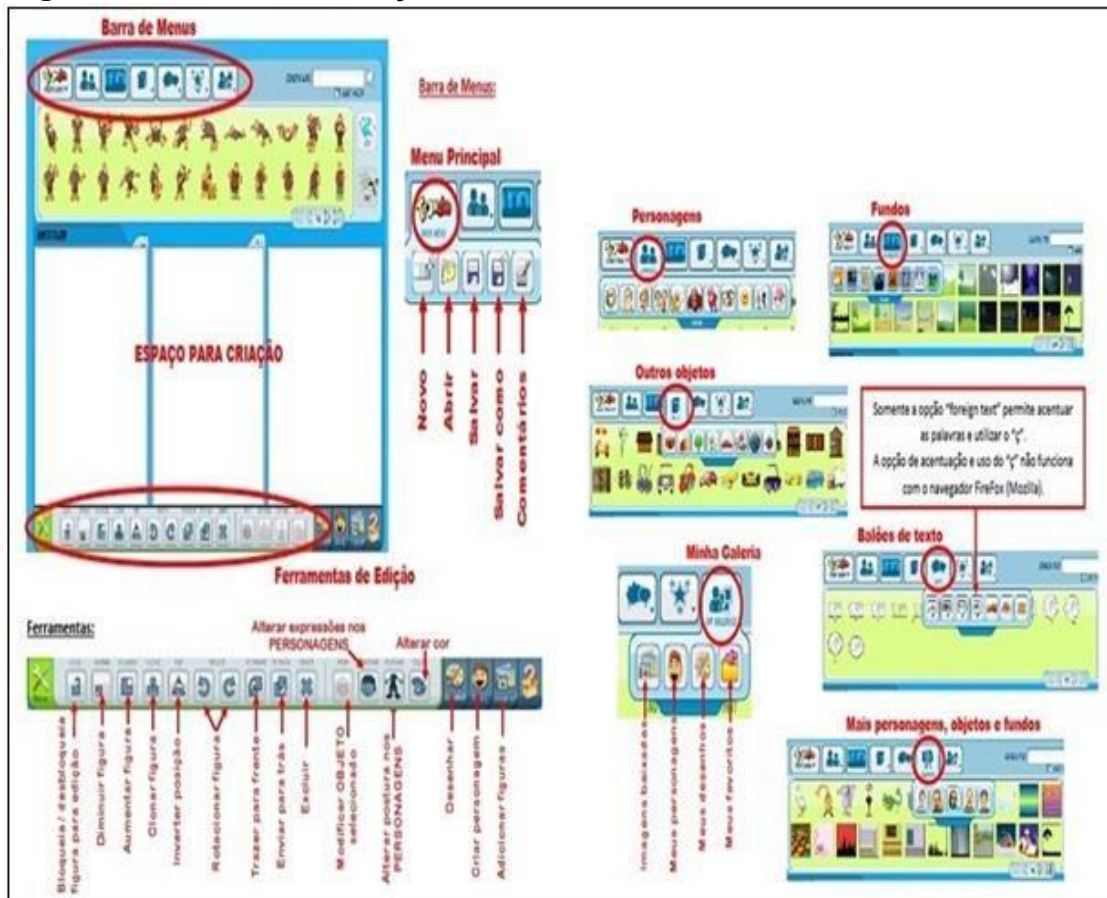 Barra de Menus
ESPAÇO PARA CRIAÇÃO
Ferramentas de Edição
Barra de Menus:
Menu Principal
Novo
Abrir
Salvar
Salvar como
Comentários
Personagens
Fundos
Outros objetos
Somente a opção “foreign text” permite acentuar
as palavras e utilizar o “ç”.
A opção de acentuação e uso do “ç” não funciona
com o navegador FireFox (Mozilla).
Minha Galeria
Imagens baixadas
Meus personagens
Meus desenhos
Meus favoritos
Balões de texto
Mais personagens, objetos e fundos
Ferramentas:
Alterar expressões nos
PERSONAGENS
Alterar cor
Bloqueia / desbloqueia
figura para edição
Diminuir figura
Aumentar figura
Clonar figura
Inverter posição
Rotacionar figura
Trazer para frente
Enviar para trás
Excluir
Modificar OBJETO
selecionado
Alterar postura nos
PERSONAGENS
Desenhar
Criar personagem
Adicionar figuras